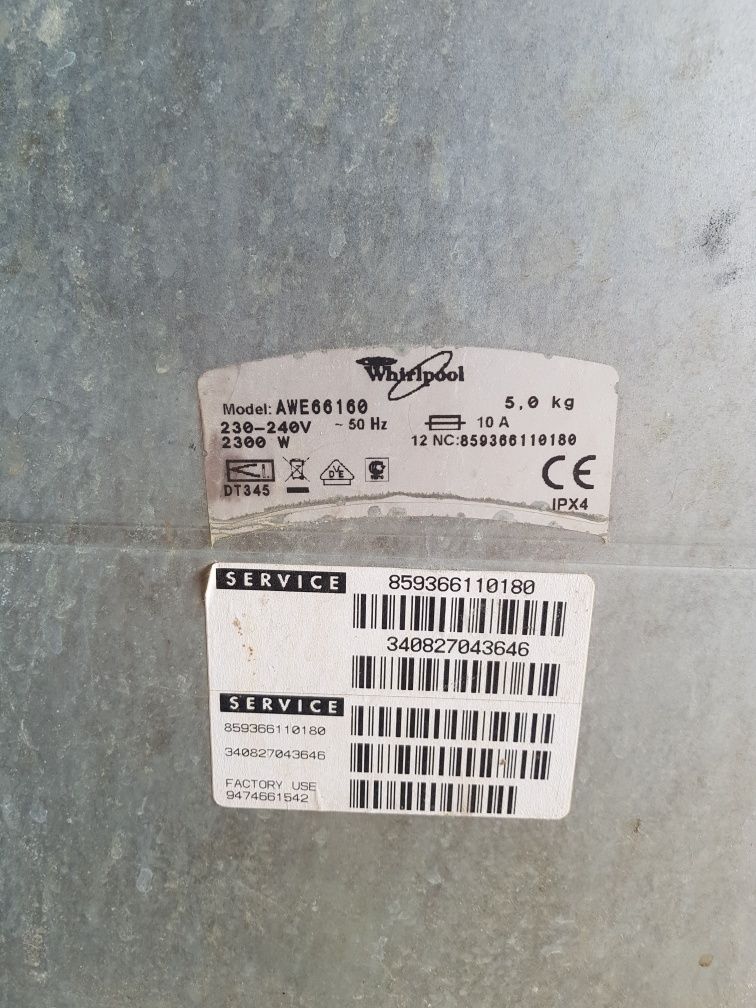 Whirlpool
Model: AWE66160 5,0 kg
230-240V ~ 50 Hz 10 A
2300 W 12 NC:859366110180
DT345 IPX4
SERVICE 859366110180
340827043646
SERVICE
859366110180
340827043646
FACTORY USE
9474661542